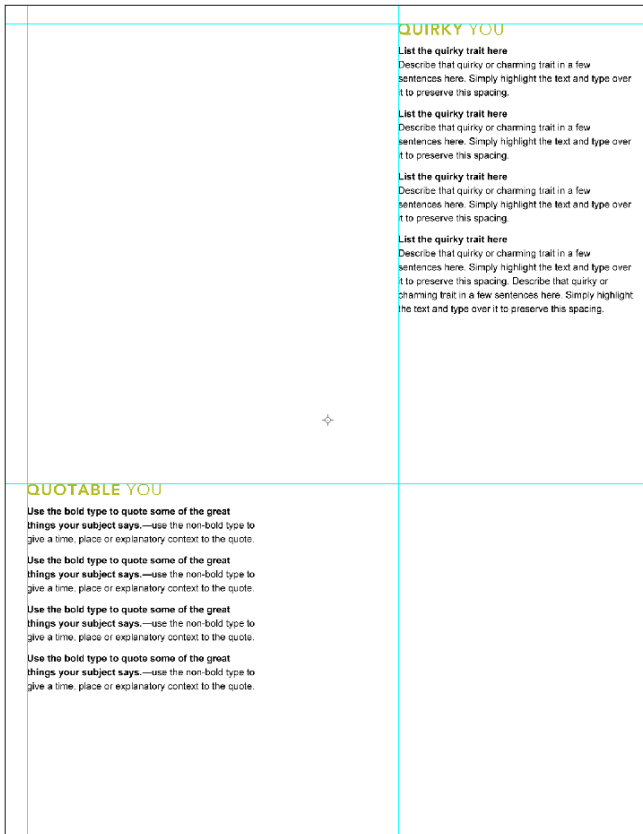 QUIRKY YOU
List the quirky trait here
Describe that quirky or charming trait in a few
sentences here. Simply highlight the text and type over
it to preserve this spacing.
List the quirky trait here
Describe that quirky or charming trait in a few
sentences here. Simply highlight the text and type over
it to preserve this spacing.
List the quirky trait here
Describe that quirky or charming trait in a few
sentences here. Simply highlight the text and type over
it to preserve this spacing.
List the quirky trait here
Describe that quirky or charming trait in a few
sentences here. Simply highlight the text and type over
it to preserve this spacing. Describe that quirky or
charming trait in a few sentences here. Simply highlight
the text and type over it to preserve this spacing.
QUOTABLE YOU
Use the bold type to quote some of the great
things your subject says.—use the non-bold type to
give a time, place or explanatory context to the quote.
Use the bold type to quote some of the great
things your subject says.—use the non-bold type to
give a time, place or explanatory context to the quote.
Use the bold type to quote some of the great
things your subject says.—use the non-bold type to
give a time, place or explanatory context to the quote.
Use the bold type to quote some of the great
things your subject says.—use the non-bold type to
give a time, place or explanatory context to the quote.